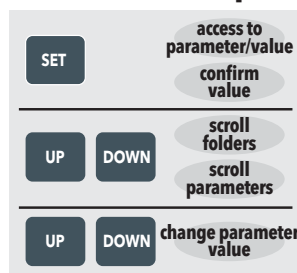 SET
access to
parameter/value
confirm
value
UP DOWN
scroll
folders
scroll
parameters
UP DOWN
change parameter
value